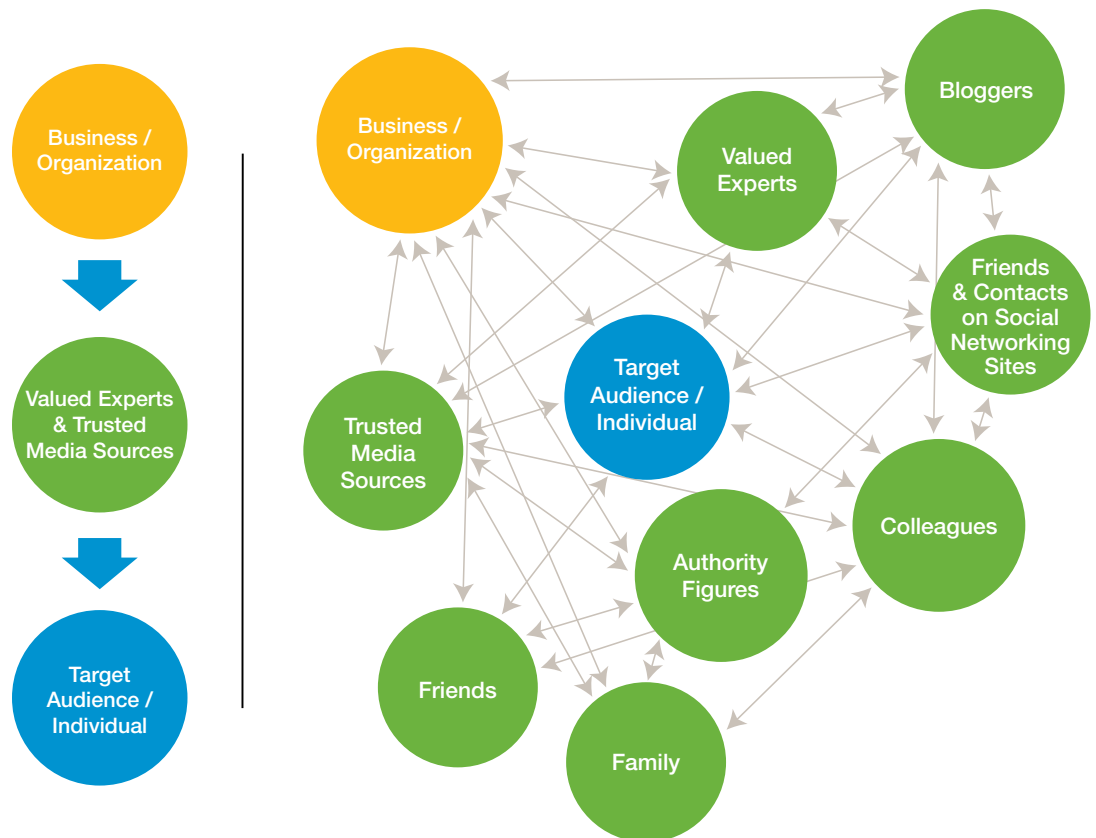 Business /
Organization
Valued Experts
& Trusted
Media Sources
Target
Audience /
Individual
Business /
Organization
Bloggers
Valued
Experts
Friends
& Contacts
on Social
Networking
Sites
Target
Audience /
Individual
Trusted
Media
Sources
Colleagues
Authority
Figures
Friends
Family